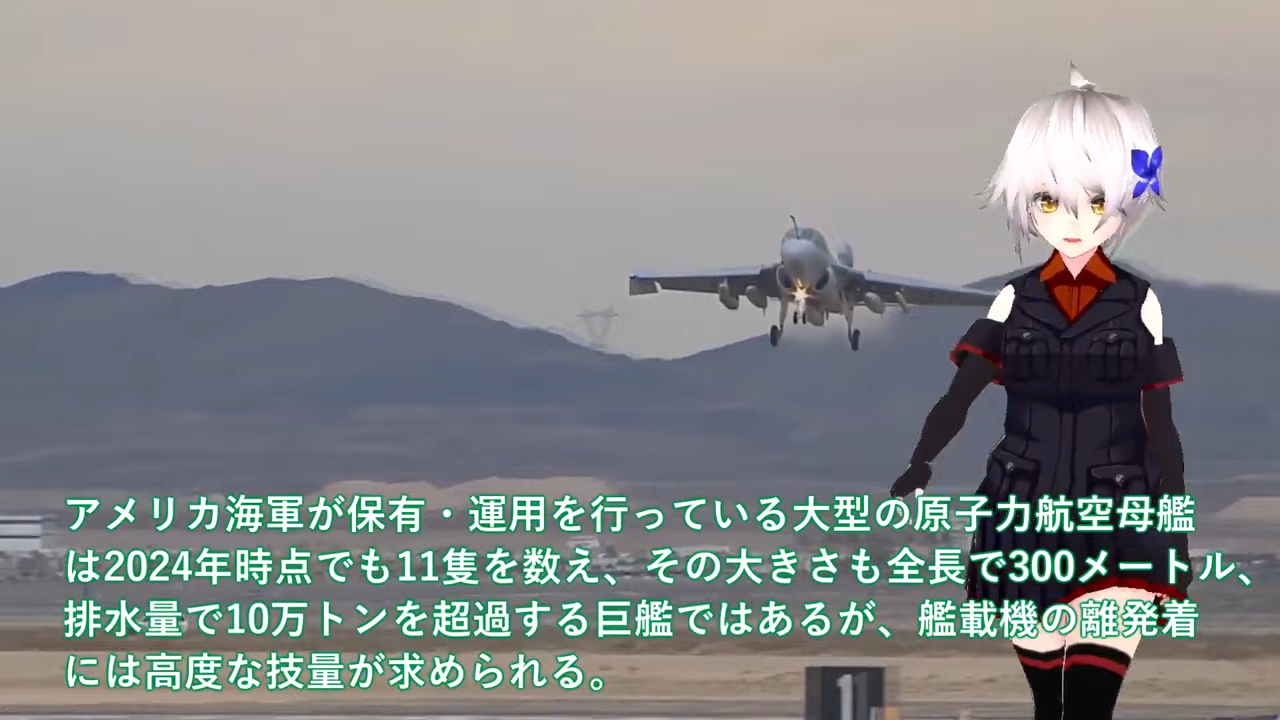 アメリカ海軍が保有・運用を行っている大型の原子力航空母艦
は2024年時点でも11隻を数え、その大きさも全長で300メートル、
排水量で10万トンを超過する巨艦ではあるが、艦載機の離発着
には高度な技量が求められる。
1